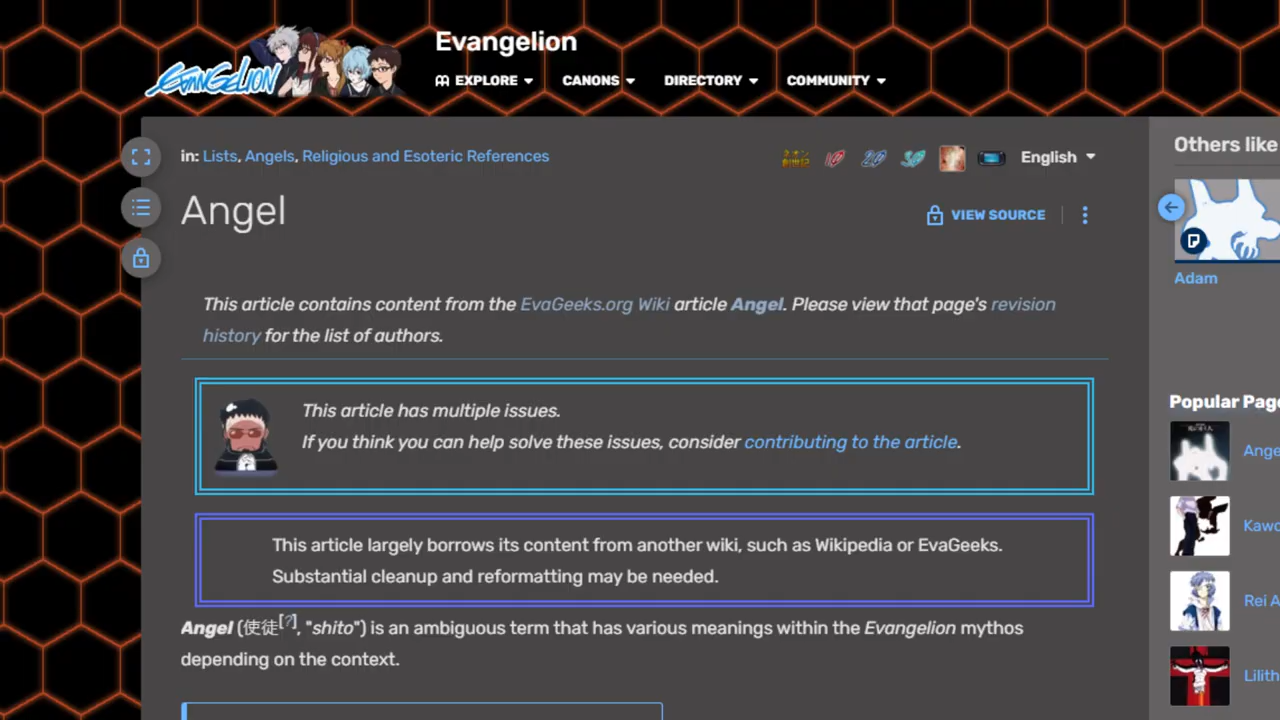 EVANGELION
Evangelion
EXPLORE
CANONS
DIRECTORY
COMMUNITY
in: Lists, Angels, Religious and Esoteric References
English
Angel
VIEW SOURCE
This article contains content from the EvaGeeks.org Wiki article Angel. Please view that page's revision
history for the list of authors.
This article has multiple issues.
If you think you can help solve these issues, consider contributing to the article.
This article largely borrows its content from another wiki, such as Wikipedia or EvaGeeks.
Substantial cleanup and reformatting may be needed.
Angel (使徒[?], "shito") is an ambiguous term that has various meanings within the Evangelion mythos
depending on the context.
Others like
Adam
Popular Page
Ange
Kawo
Rei A
Lilith